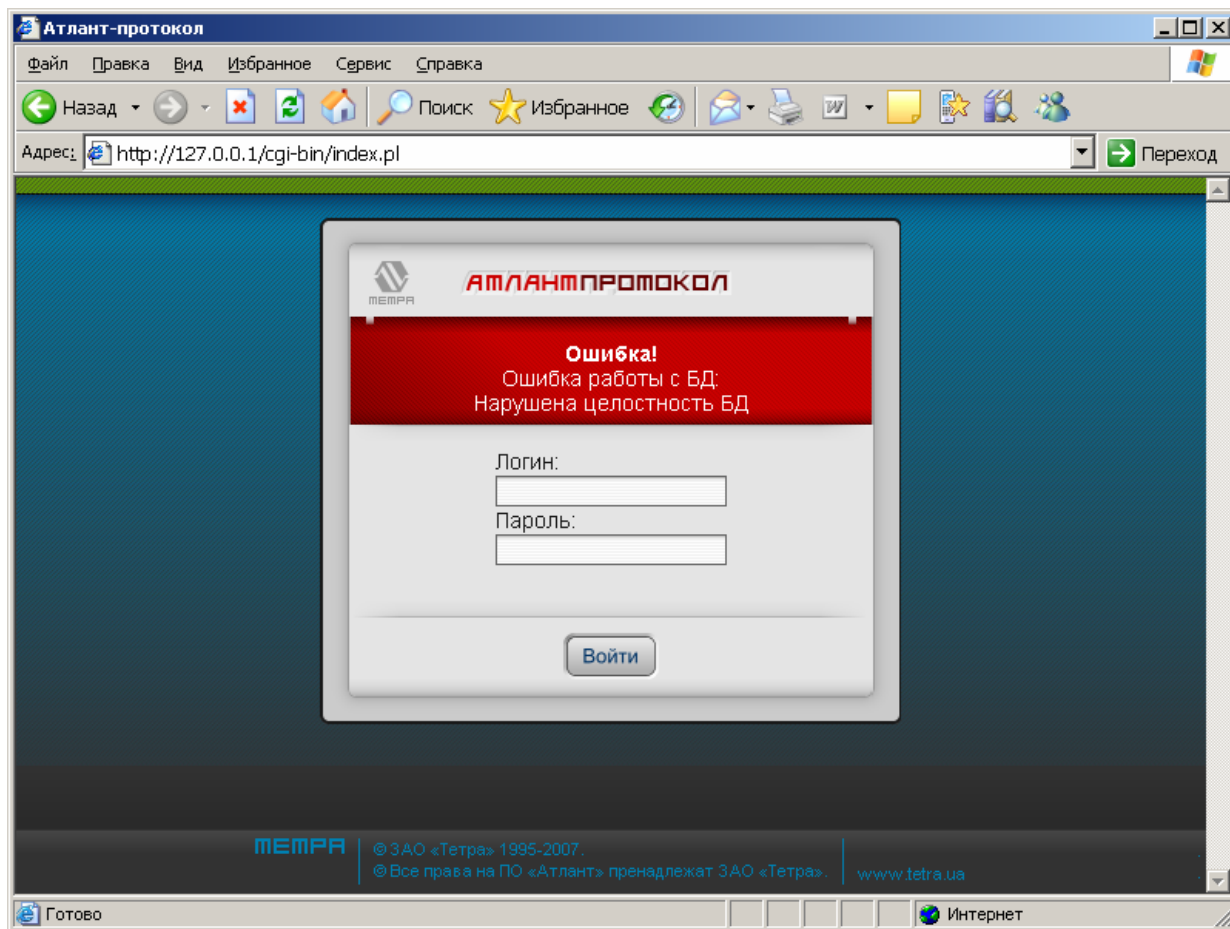 Атлант-протокол
Файл Правка Вид Избранное Сервис Справка
Назад Поиск Избранное
Адрес: http://127.0.0.1/cgi-bin/index.pl Переход
ТЕТРА АТЛАНТПРОТОКОЛ
Ошибка!
Ошибка работы с БД:
Нарушена целостность БД
Логин:
Пароль:
Войти
ТЕТРА
© ЗАО «Тетра» 1995-2007.
© Все права на ПО «Атлант» пренадлежат ЗАО «Тетра».
www.tetra.ua
Готово Интернет